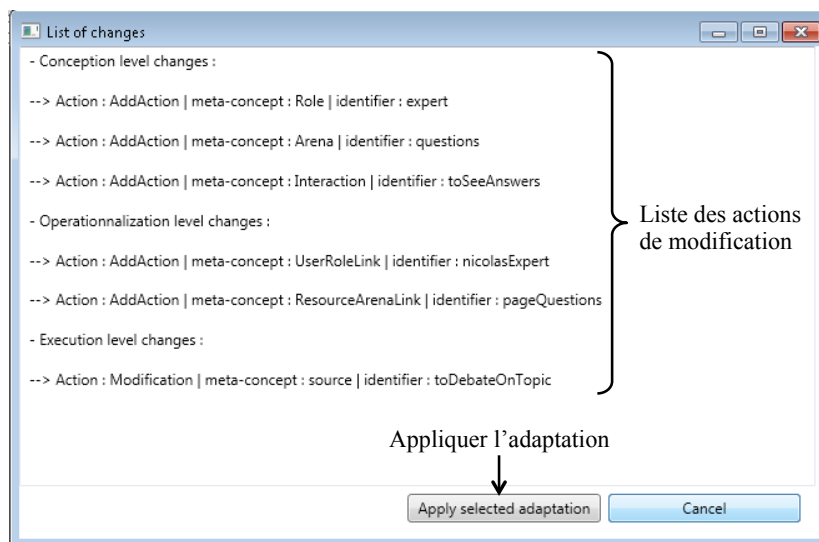 List of changes
- Conception level changes :
--> Action : AddAction | meta-concept : Role | identifier : expert
--> Action : AddAction | meta-concept : Arena | identifier : questions
--> Action : AddAction | meta-concept : Interaction | identifier : toSeeAnswers
- Operationnalization level changes :
--> Action : AddAction | meta-concept : UserRoleLink | identifier : nicolasExpert
--> Action : AddAction | meta-concept : ResourceArenaLink | identifier : pageQuestions
- Execution level changes :
--> Action : Modification | meta-concept : source | identifier : toDebateOnTopic
Liste des actions
de modification
Appliquer l’adaptation
Apply selected adaptation
Cancel